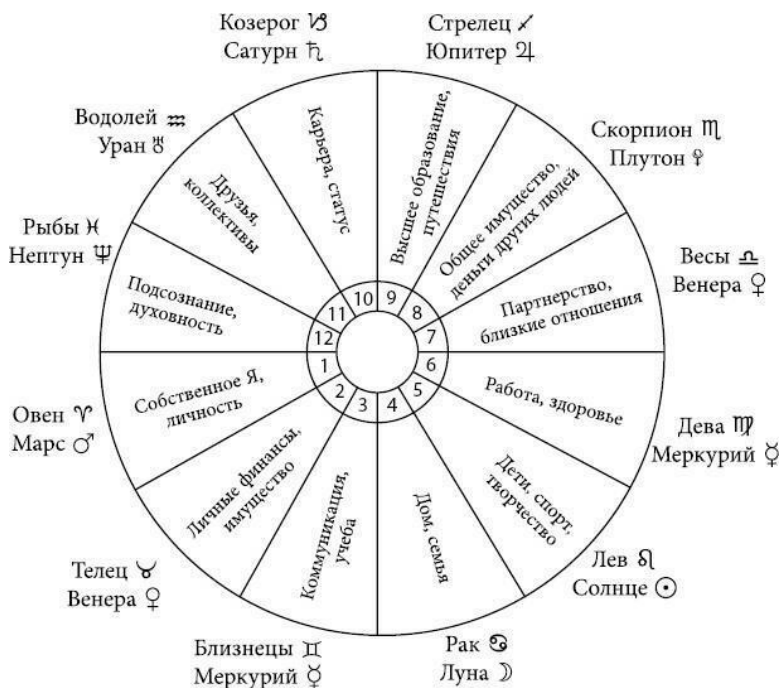 Козерог ♑
Сатурн ♄
Стрелец ♐
Юпитер ♃
Водолей ♒
Уран ♅
Скорпион ♏
Плутон ⚴
Рыбы ♓
Нептун ♆
Весы ♎
Венера ♀
Овен ♈
Марс ♂
Дева ♍
Меркурий ☿
Телец ♉
Венера ♀
Лев ♌
Солнце ☉
Близнецы ♊
Меркурий ☿
Рак ♋
Луна ☽
Собственное Я,
личность
Личные финансы,
имущество
Коммуникация,
учеба
Дом, семья
Дети, спорт,
творчество
Работа, здоровье
Партнерство,
близкие отношения
Общее имущество,
деньги других людей
Высшее образование,
путешествия
Карьера, статус
Друзья,
коллективы
Подсознание,
духовность
1
2
3
4
5
6
7
8
9
10
11
12